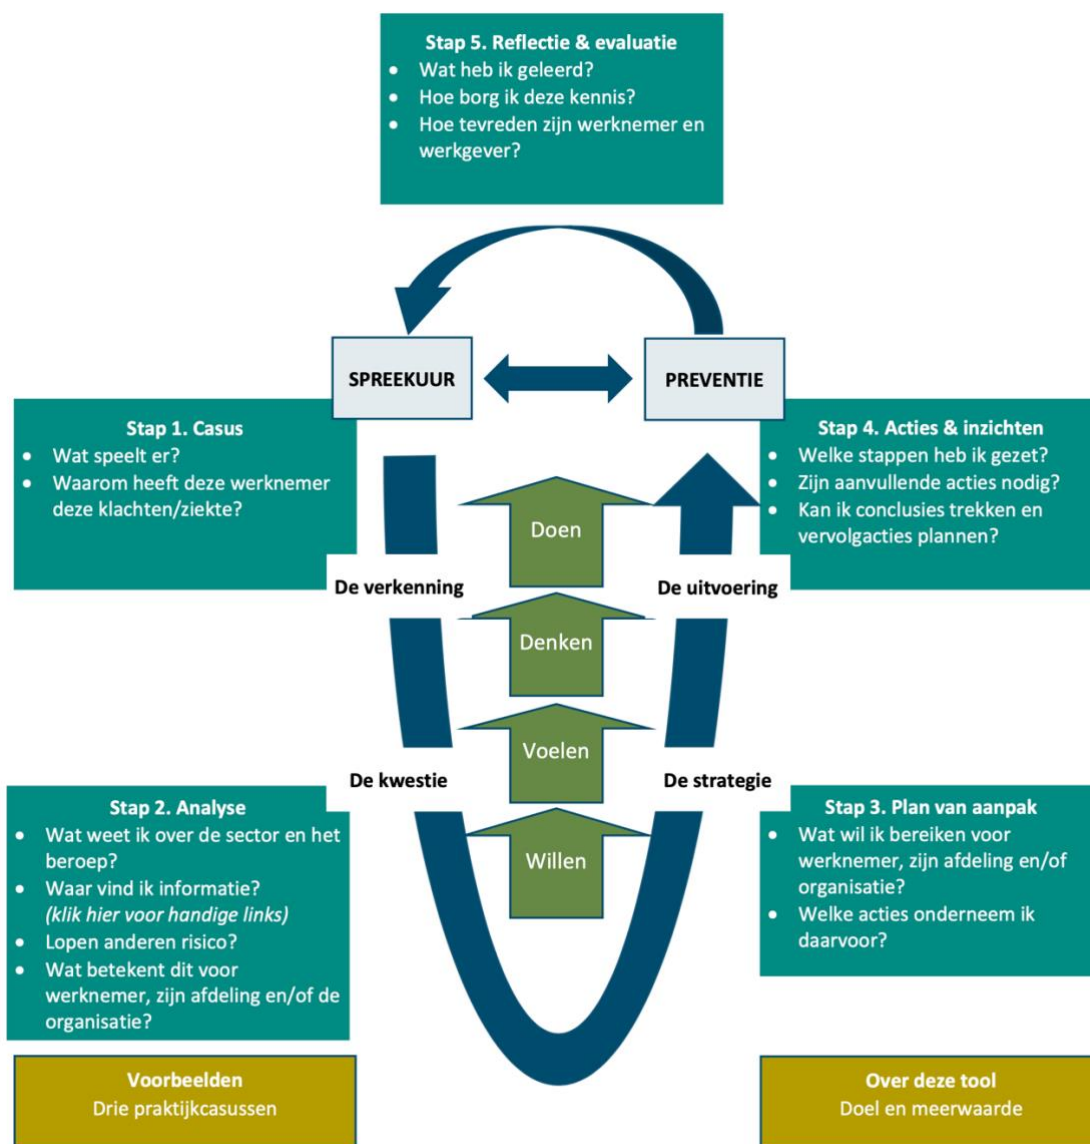 Stap 5. Reflectie & evaluatie
• Wat heb ik geleerd?
• Hoe borg ik deze kennis?
• Hoe tevreden zijn werknemer en
werkgever?
SPREEKUUR
PREVENTIE
Stap 1. Casus
• Wat speelt er?
• Waarom heeft deze werknemer
deze klachten/ziekte?
Stap 4. Acties & inzichten
• Welke stappen heb ik gezet?
• Zijn aanvullende acties nodig?
• Kan ik conclusies trekken en
vervolgacties plannen?
Doen
De verkenning
De uitvoering
Denken
Voelen
De kwestie
De strategie
Willen
Stap 2. Analyse
• Wat weet ik over de sector en het
beroep?
• Waar vind ik informatie?
(klik hier voor handige links)
• Lopen anderen risico?
• Wat betekent dit voor
werknemer, zijn afdeling en/of de
organisatie?
Stap 3. Plan van aanpak
• Wat wil ik bereiken voor
werknemer, zijn afdeling en/of
organisatie?
• Welke acties onderneem ik
daarvoor?
Voorbeelden
Drie praktijkcasussen
Over deze tool
Doel en meerwaarde